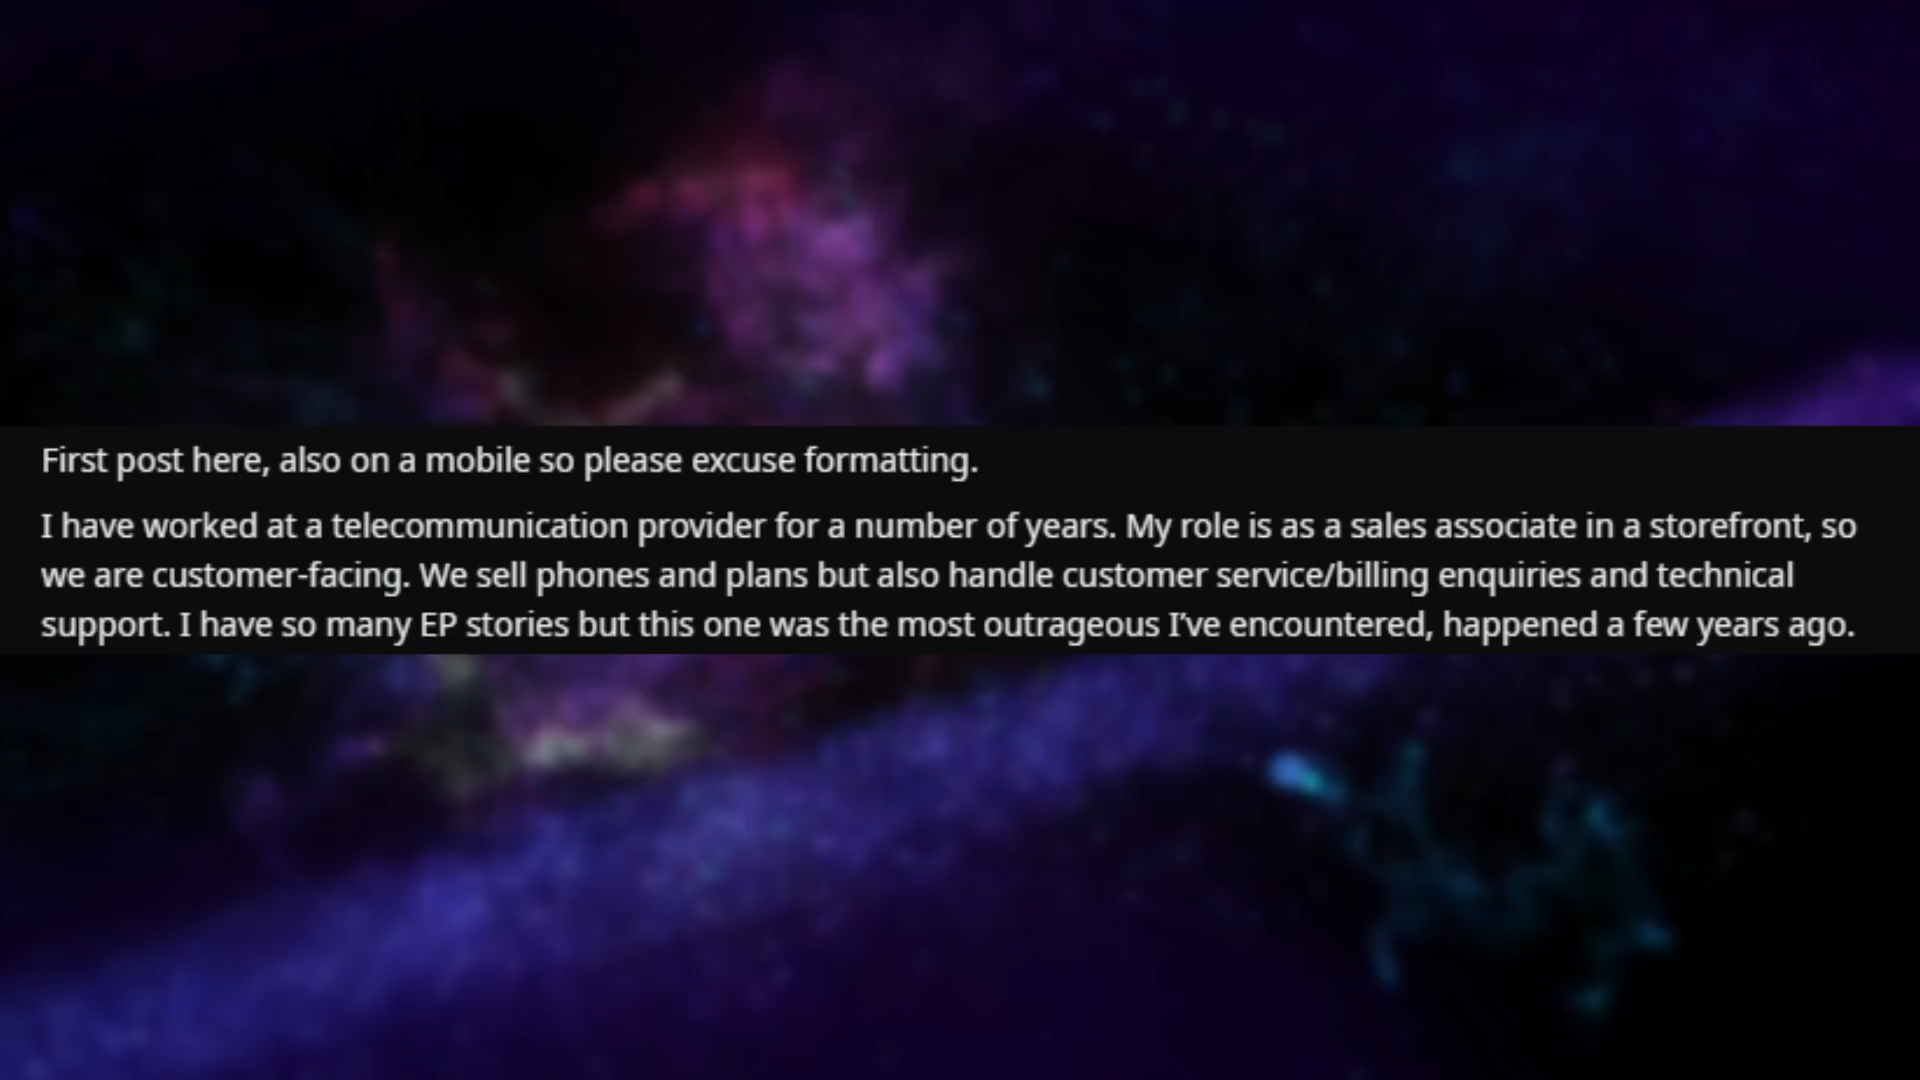 First post here, also on a mobile so please excuse formatting.
I have worked at a telecommunication provider for a number of years. My role is as a sales associate in a storefront, so
we are customer-facing. We sell phones and plans but also handle customer service/billing enquiries and technical
support. I have so many EP stories but this one was the most outrageous I’ve encountered, happened a few years ago.